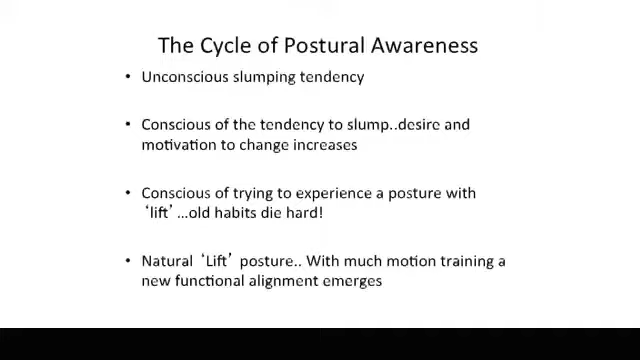 The Cycle of Postural Awareness
• Unconscious slumping tendency
• Conscious of the tendency to slump..desire and
motivation to change increases
• Conscious of trying to experience a posture with
‘lift’ …old habits die hard!
• Natural ‘Lift’ posture.. With much motion training a
new functional alignment emerges